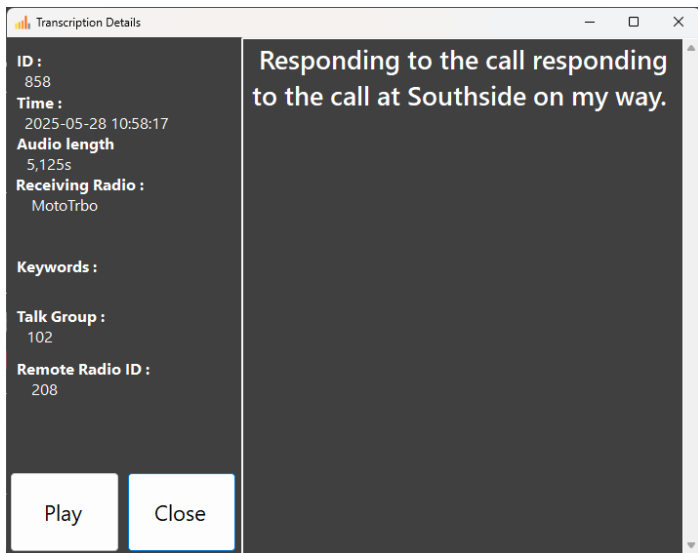 Transcription Details
ID :
858
Time :
2025-05-28 10:58:17
Audio length
5,125s
Receiving Radio :
MotoTrbo
Keywords :
Talk Group :
102
Remote Radio ID :
208
Play
Close
Responding to the call responding
to the call at Southside on my way.